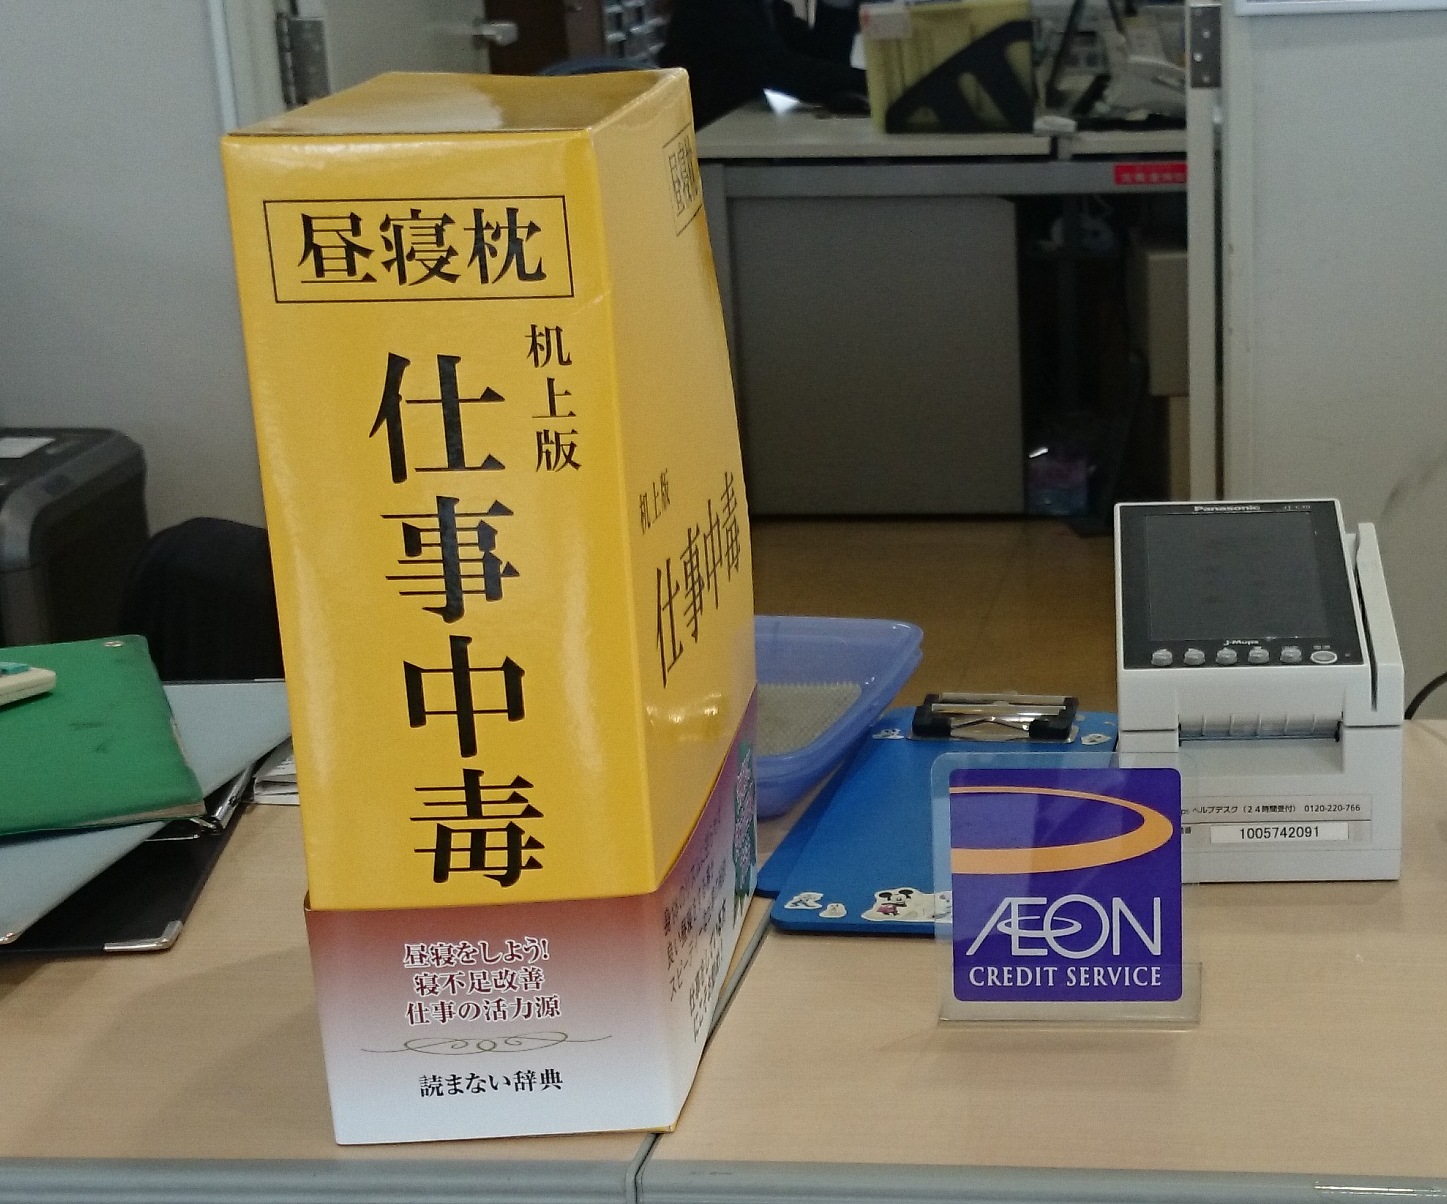 昼寝枕
机上版
仕事中毒
昼寝をしよう!
寝不足改善
仕事の活力源
読まない辞典
昼寝枕
机上版
仕事中毒
Panasonic
J-Mups
ヘルプデスク(24時間受付) 0120-220-766
1005742091
ÆON
CREDIT SERVICE